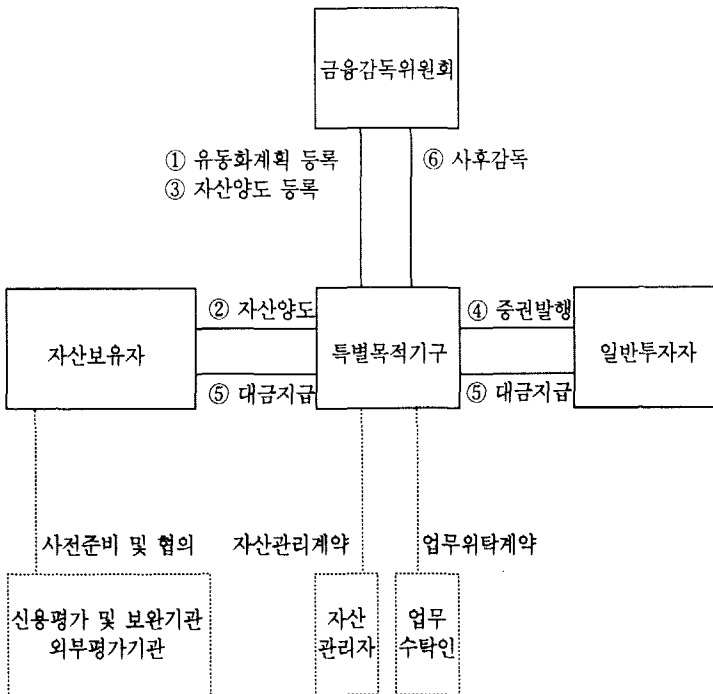 금융감독위원회
① 유동화계획 등록
③ 자산양도 등록
⑥ 사후감독
② 자산양도
④ 증권발행
자산보유자
특별목적기구
일반투자자
⑤ 대금지급
⑤ 대금지급
사전준비 및 협의
자산관리계약
업무위탁계약
신용평가 및 보완기관
외부평가기관
자산
관리자
업무
수탁인